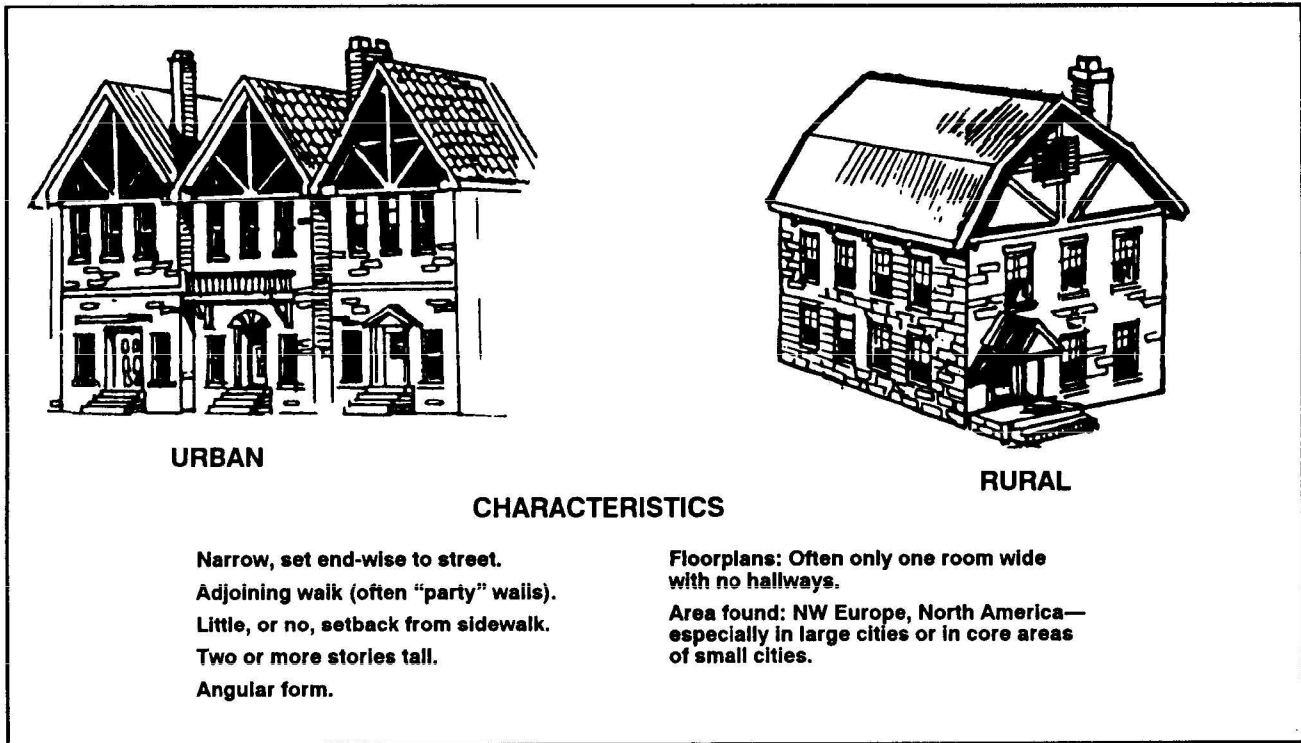 URBAN
RURAL
CHARACTERISTICS
Narrow, set end-wise to street.
Adjoining walk (often “party” walls).
Little, or no, setback from sidewalk.
Two or more stories tall.
Angular form.
Floorplans: Often only one room wide
with no hallways.
Area found: NW Europe, North America—
especially in large cities or in core areas
of small cities.